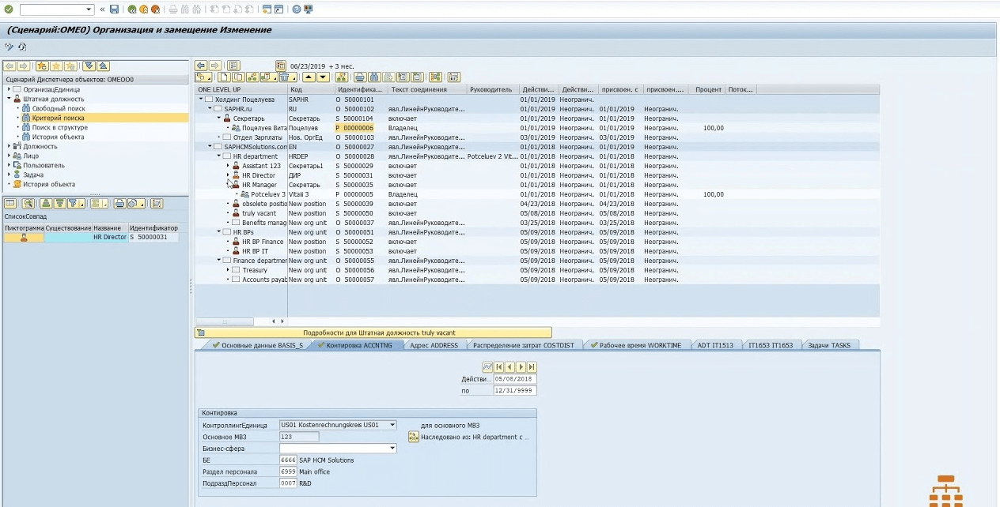 (Сценарий:OME0) Организация и замещение Изменение
06/23/2019 + 3 мес.
Сценарий Диспетчера объектов: OMEOO0
ОрганизацЕдиница
Штатная должность
Свободный поиск
Критерий поиска
Поиск в структуре
История объекта
Должность
Лицо
Пользователь
Задача
История объекта
СписокСовпад
Пиктограмма Существование Название Идентификатор
HR Director S 50000031
ONE LEVEL UP Код Идентифика... Текст соединения Руководитель Действи... Действи... присвоен. с присвоен.... Процент Поток...
Холдинг Поцелуева SAPHR O 50000101 01/01/2019 Неогранич.
SAPHR.ru RU O 50000102 явл.ЛинейнРуководите... 01/01/2019 Неогранич. 01/01/2019 Неогранич.
Секретарь Секретарь S 50000104 включает 01/01/2019 Неогранич. 01/01/2019 Неогранич.
Поцелуев Вита Поцелуев P 00000006 Владелец 01/01/2019 Неогранич. 01/01/2019 Неогранич. 100,00
Отдел Зарплаты Нов. ОргЕд O 50000103 явл.ЛинейнРуководите... 03/01/2019 Неогранич. 03/01/2019 Неогранич.
SAPHCMSolutions.com EN O 50000027 явл.ЛинейнРуководите... 01/01/2018 Неогранич. 01/01/2019 Неогранич.
HR department HRDEP O 50000028 явл.ЛинейнРуководите... Potceluev 2 Vit... 01/01/2018 Неогранич. 01/01/2018 Неогранич.
Assistant 123 Секретарь1 S 50000029 включает 01/01/2018 Неогранич. 01/01/2018 Неогранич.
HR Director ДИР S 50000031 включает 01/01/2018 Неогранич. 01/01/2018 Неогранич.
HR Manager Секретарь S 50000035 включает 01/01/2018 Неогранич. 01/01/2018 Неогранич.
Potceluev 3 Vitalii 3 P 00000005 Владелец 01/01/2018 Неогранич. 01/01/2018 Неогранич. 100,00
obsolete positio New position S 50000039 включает 04/23/2018 Неогранич. 04/23/2018 Неогранич.
truly vacant New position S 50000050 включает 05/08/2018 Неогранич. 05/08/2018 Неогранич.
Benefits manag New org unit O 50000037 явл.ЛинейнРуководите... 03/25/2018 Неогранич. 03/25/2018 Неогранич.
HR BPs New org unit O 50000051 явл.ЛинейнРуководите... 05/09/2018 Неогранич. 05/09/2018 Неогранич.
HR BP Finance New position S 50000052 включает 05/09/2018 Неогранич. 05/09/2018 Неогранич.
HR BP IT New position S 50000053 включает 05/09/2018 Неогранич. 05/09/2018 Неогранич.
Finance departmer New org unit O 50000055 явл.ЛинейнРуководите... 05/09/2018 Неогранич. 05/09/2018 Неогранич.
Treasury New org unit O 50000056 явл.ЛинейнРуководите... 05/09/2018 Неогранич. 05/09/2018 Неогранич.
Accounts payab New org unit O 50000057 явл.ЛинейнРуководите... 05/09/2018 Неогранич. 05/09/2018 Неогранич.
Подробности для Штатная должность truly vacant
Основные данные BASIS_S Контировка ACCNTNG Адрес ADDRESS Распределение затрат COSTDIST Рабочее время WORKTIME ADT IT1513 IT1653 IT1653 Задачи TASKS
Действи.. 05/08/2018
по 12/31/9999
Контировка
КонтроллингЕдиница US01 Kostenrechnungskreis US01 для основного МВЗ
Основное МВЗ 123 Наследовано из: HR department с ..
Бизнес-сфера
БЕ 6666 SAP HCM Solutions
Раздел персонала 6999 Main office
ПодраздПерсонал 0007 R&D